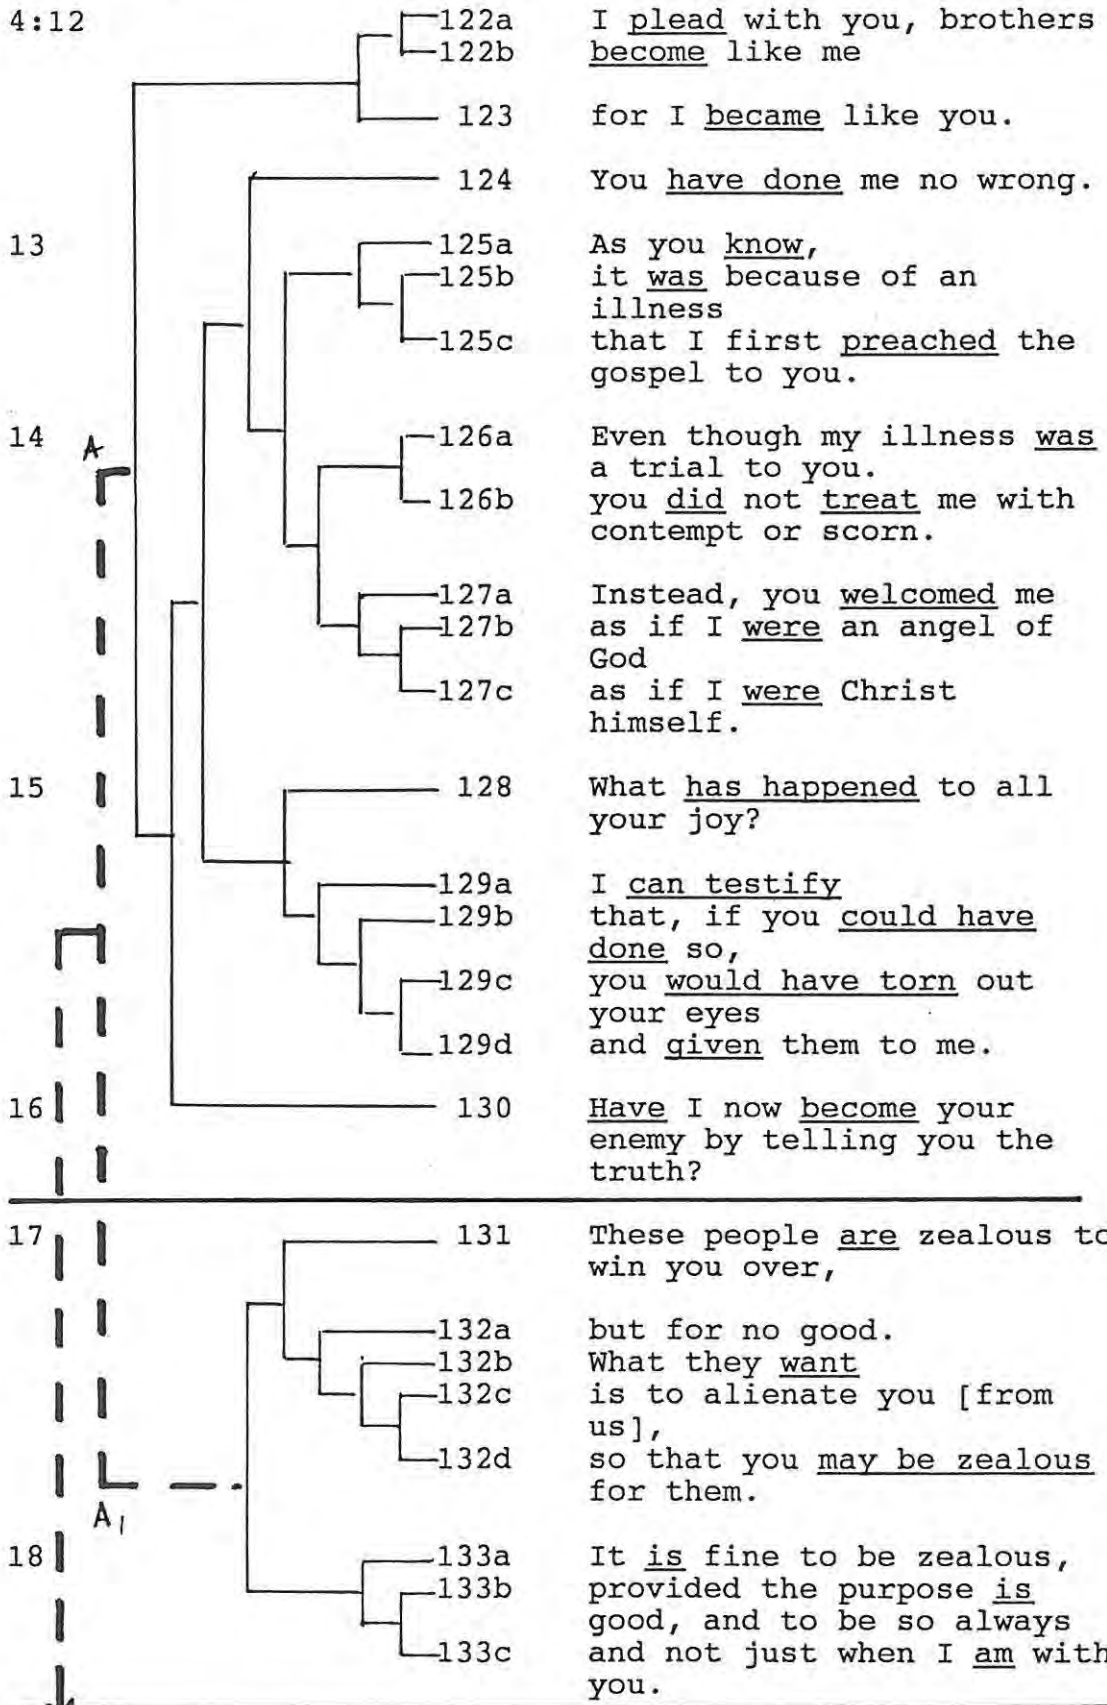 4:12 122a I plead with you, brothers
122b become like me
123 for I became like you.
124 You have done me no wrong.
13 125a As you know,
125b it was because of an
illness
125c that I first preached the
gospel to you.
14 126a Even though my illness was
A
a trial to you.
126b you did not treat me with
contempt or scorn.
127a Instead, you welcomed me
127b as if I were an angel of
God
127c as if I were Christ
himself.
15 128 What has happened to all
your joy?
129a I can testify
129b that, if you could have
done so,
129c you would have torn out
your eyes
129d and given them to me.
16 130 Have I now become your
enemy by telling you the
truth?
17 131 These people are zealous to
win you over,
132a but for no good.
132b What they want
132c is to alienate you [from
us],
132d so that you may be zealous
for them.
A1
18 133a It is fine to be zealous,
133b provided the purpose is
good, and to be so always
133c and not just when I am with
you.